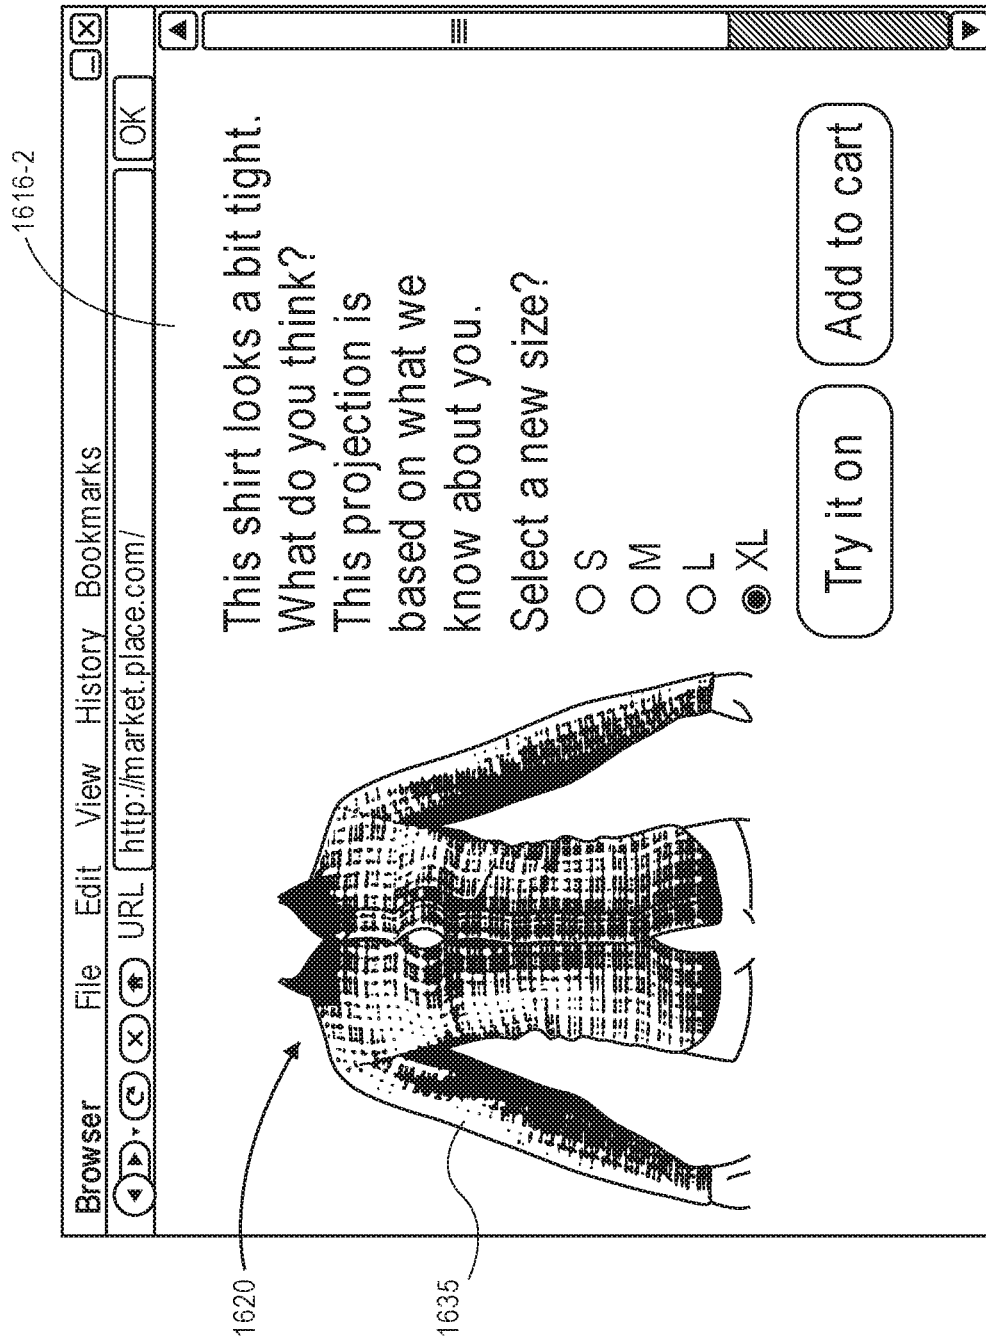 1616-2
Browser File Edit View History Bookmarks
URL http://market.place.com/ OK
This shirt looks a bit tight.
What do you think?
This projection is
based on what we
know about you.
Select a new size?
S
M
L
XL
Try it on Add to cart
1620
1635